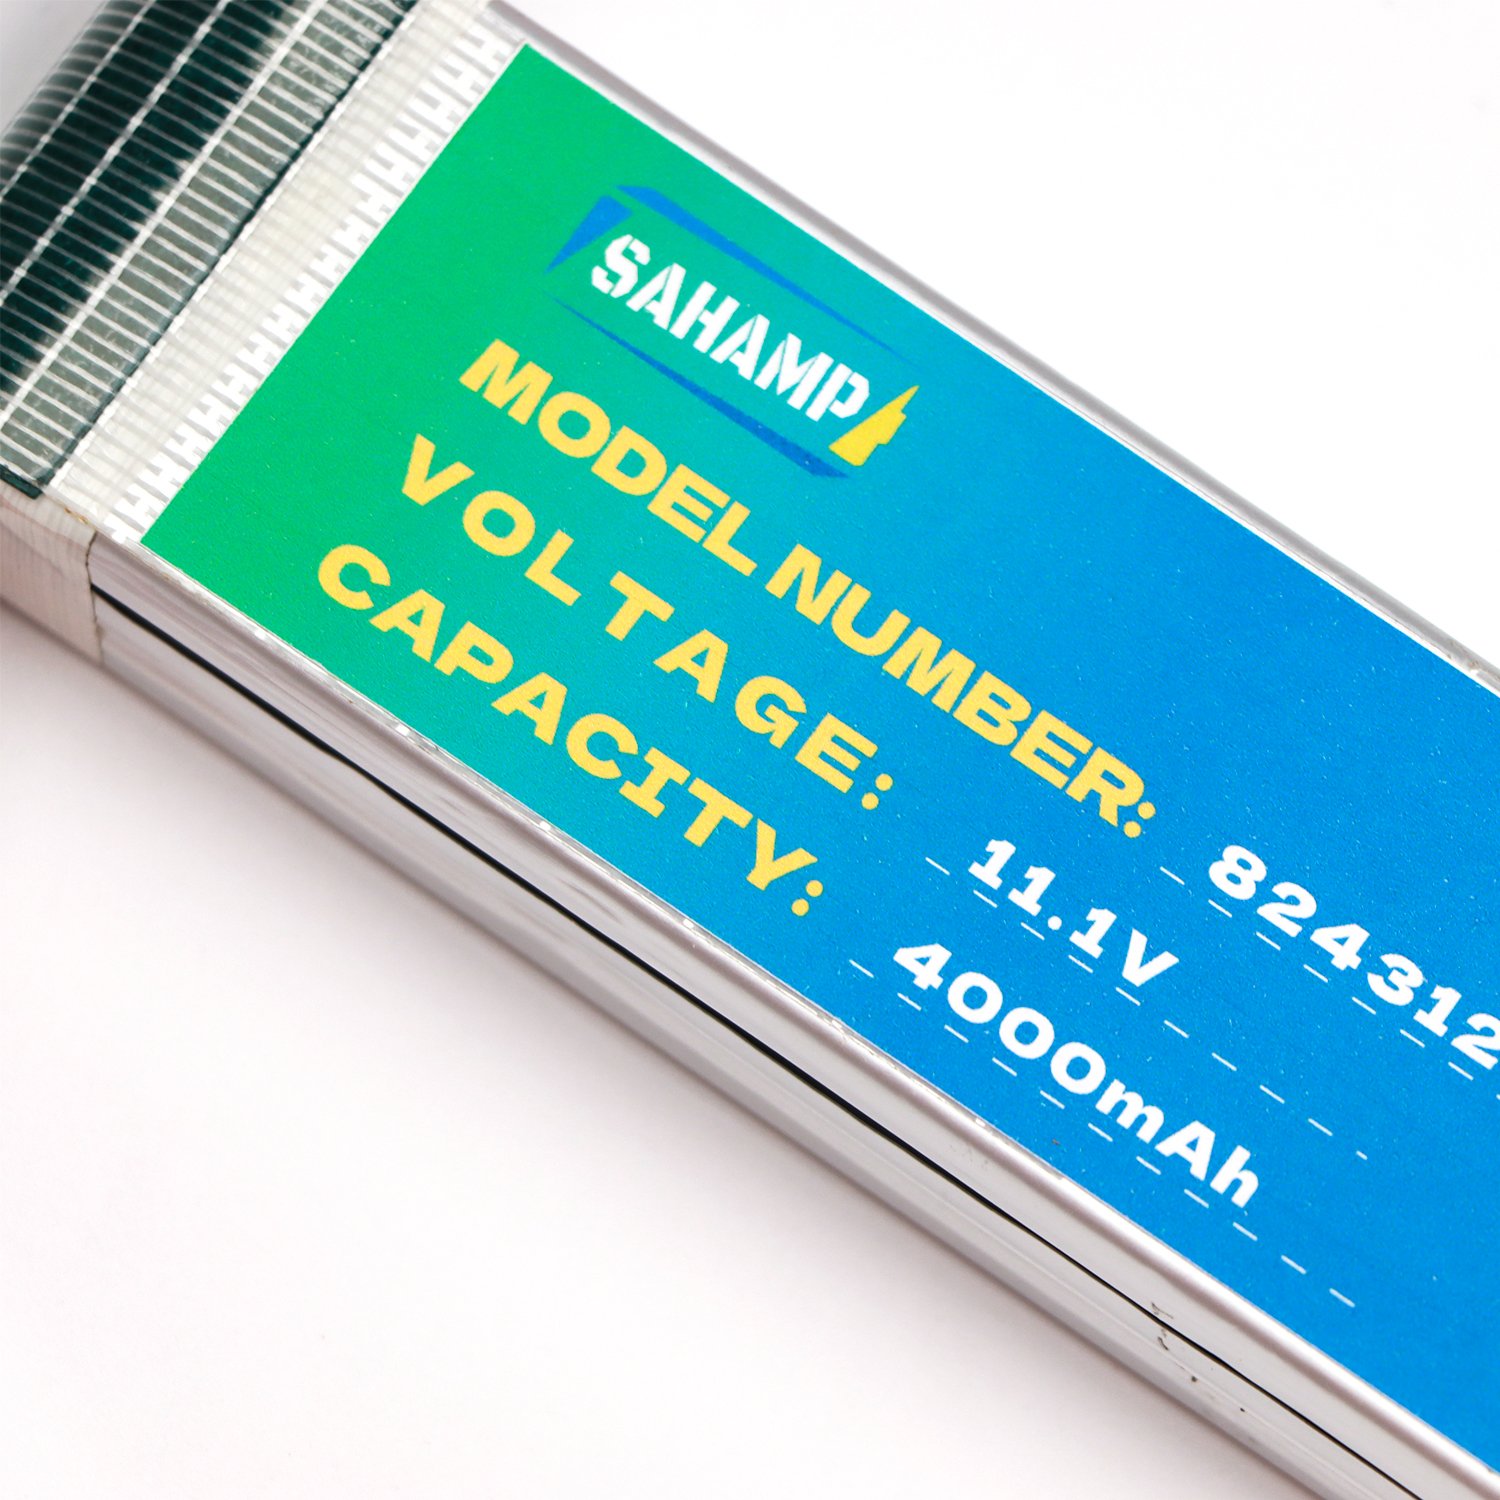 SAHAMP
MODEL NUMBER: 824312
VOLTAGE: 11.1V
CAPACITY: 4000mAh